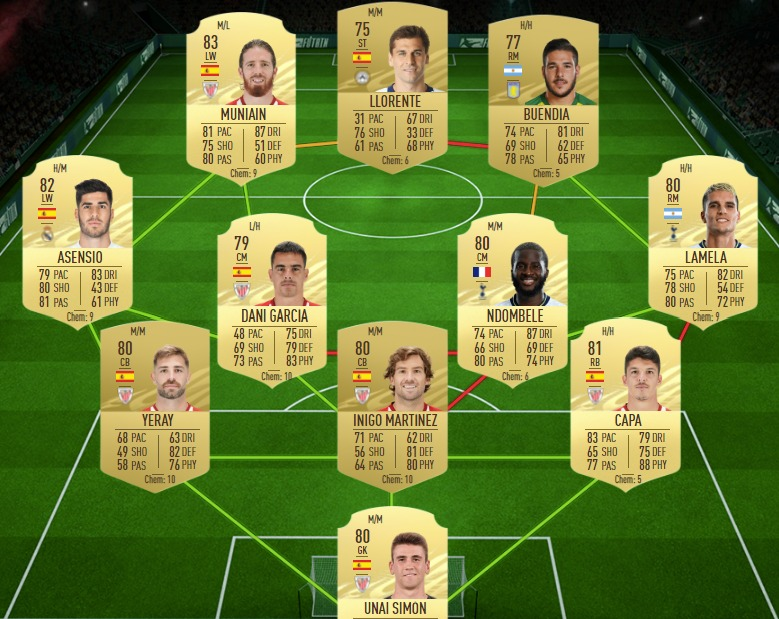 M/L
83
LW
MUNIAIN
81 PAC 87 DRI
75 SHO 51 DEF
80 PAS 60 PHY
Chem: 9
M/M
75
ST
LLORENTE
31 PAC 67 DRI
76 SHO 33 DEF
61 PAS 68 PHY
Chem: 6
H/H
77
RM
BUENDIA
74 PAC 81 DRI
69 SHO 62 DEF
78 PAS 65 PHY
Chem: 5
H/M
82
LW
ASENSIO
79 PAC 83 DRI
80 SHO 43 DEF
81 PAS 61 PHY
Chem: 9
L/H
79
CM
DANI GARCIA
48 PAC 75 DRI
69 SHO 79 DEF
73 PAS 83 PHY
Chem: 10
M/M
80
CM
NDOMBELE
74 PAC 87 DRI
66 SHO 69 DEF
80 PAS 74 PHY
Chem: 6
H/H
80
RM
LAMELA
75 PAC 82 DRI
78 SHO 54 DEF
80 PAS 72 PHY
Chem: 9
M/M
80
CB
YERAY
68 PAC 63 DRI
49 SHO 82 DEF
58 PAS 76 PHY
Chem: 10
M/M
80
CB
INIGO MARTINEZ
71 PAC 62 DRI
56 SHO 81 DEF
64 PAS 80 PHY
Chem: 10
H/H
81
RB
CAPA
83 PAC 79 DRI
65 SHO 75 DEF
77 PAS 88 PHY
Chem: 5
M/M
80
GK
UNAI SIMÓN